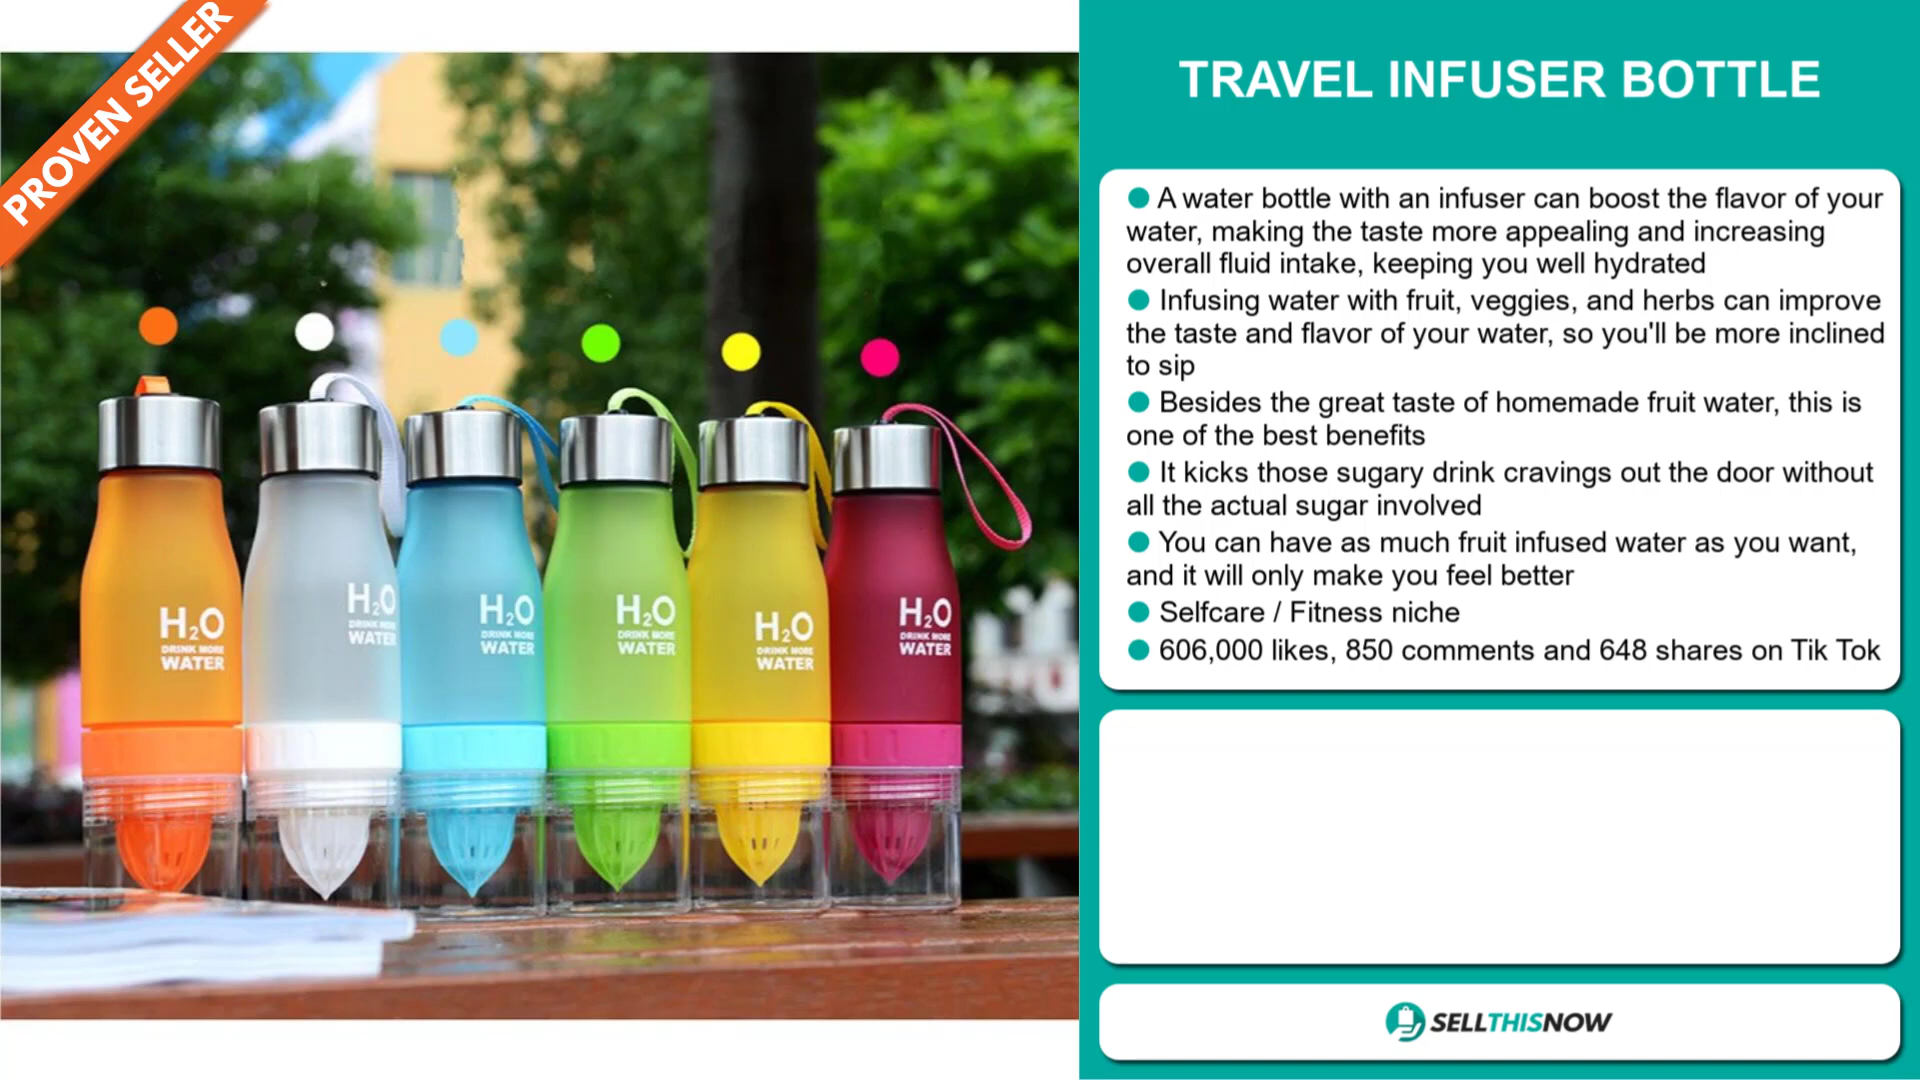 PROVEN SELLER
TRAVEL INFUSER BOTTLE
● A water bottle with an infuser can boost the flavor of your
water, making the taste more appealing and increasing
overall fluid intake, keeping you well hydrated
● Infusing water with fruit, veggies, and herbs can improve
the taste and flavor of your water, so you'll be more inclined
to sip
● Besides the great taste of homemade fruit water, this is
one of the best benefits
● It kicks those sugary drink cravings out the door without
all the actual sugar involved
● You can have as much fruit infused water as you want,
and it will only make you feel better
● Selfcare / Fitness niche
● 606,000 likes, 850 comments and 648 shares on Tik Tok
H₂O
DRINK MORE
WATER
H₂O
DRINK MORE
WATER
H₂O
DRINK MORE
WATER
H₂O
DRINK MORE
WATER
H₂O
DRINK MORE
WATER
H₂O
DRINK MORE
WATER
SELLTHISNOW